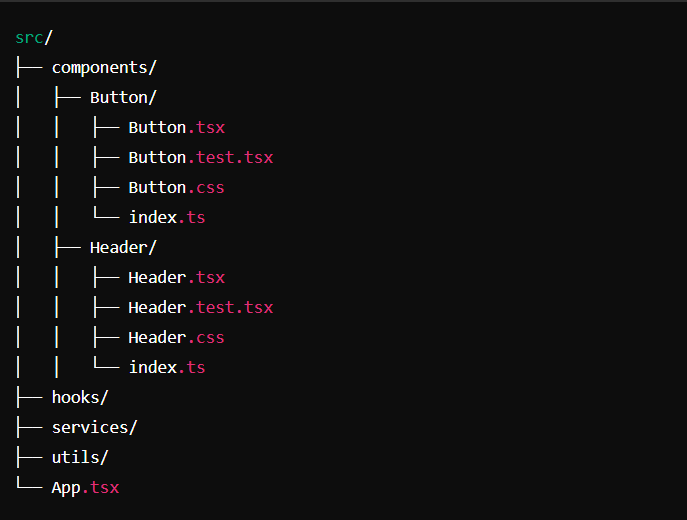 src/
├── components/
│   ├── Button/
│   │   ├── Button.tsx
│   │   ├── Button.test.tsx
│   │   ├── Button.css
│   │   └── index.ts
│   ├── Header/
│   │   ├── Header.tsx
│   │   ├── Header.test.tsx
│   │   ├── Header.css
│   │   └── index.ts
├── hooks/
├── services/
├── utils/
└── App.tsx